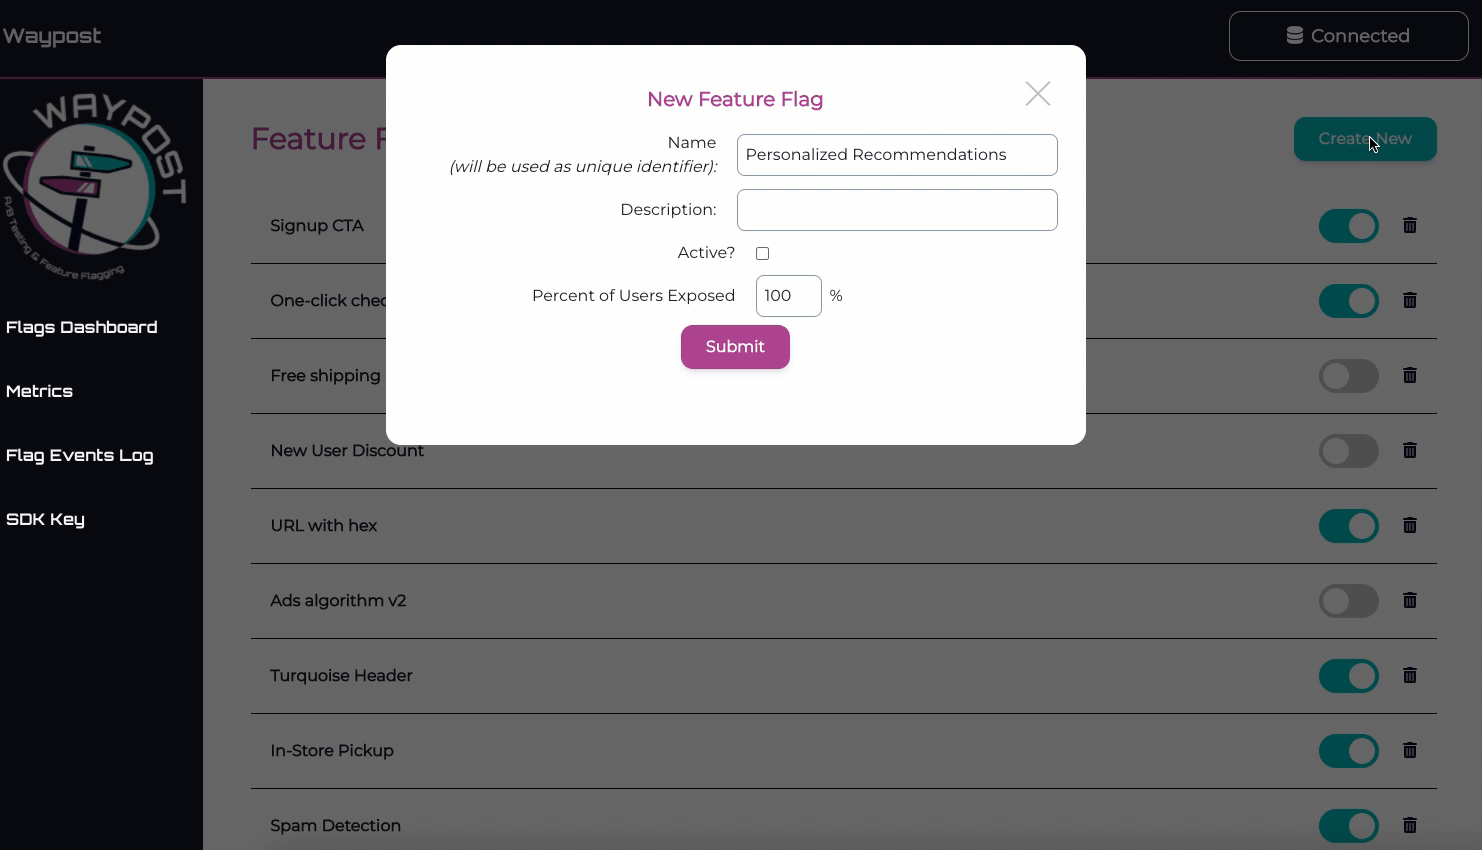 Waypost
Connected
WAYPOST
A/B Testing & Feature Flagging
Flags Dashboard
Metrics
Flag Events Log
SDK Key
Feature F
Create New
New Feature Flag
Name
(will be used as unique identifier):
Personalized Recommendations
Description:
Active?
Percent of Users Exposed
100
%
Submit
Signup CTA
One-click chec
Free shipping
New User Discount
URL with hex
Ads algorithm v2
Turquoise Header
In-Store Pickup
Spam Detection